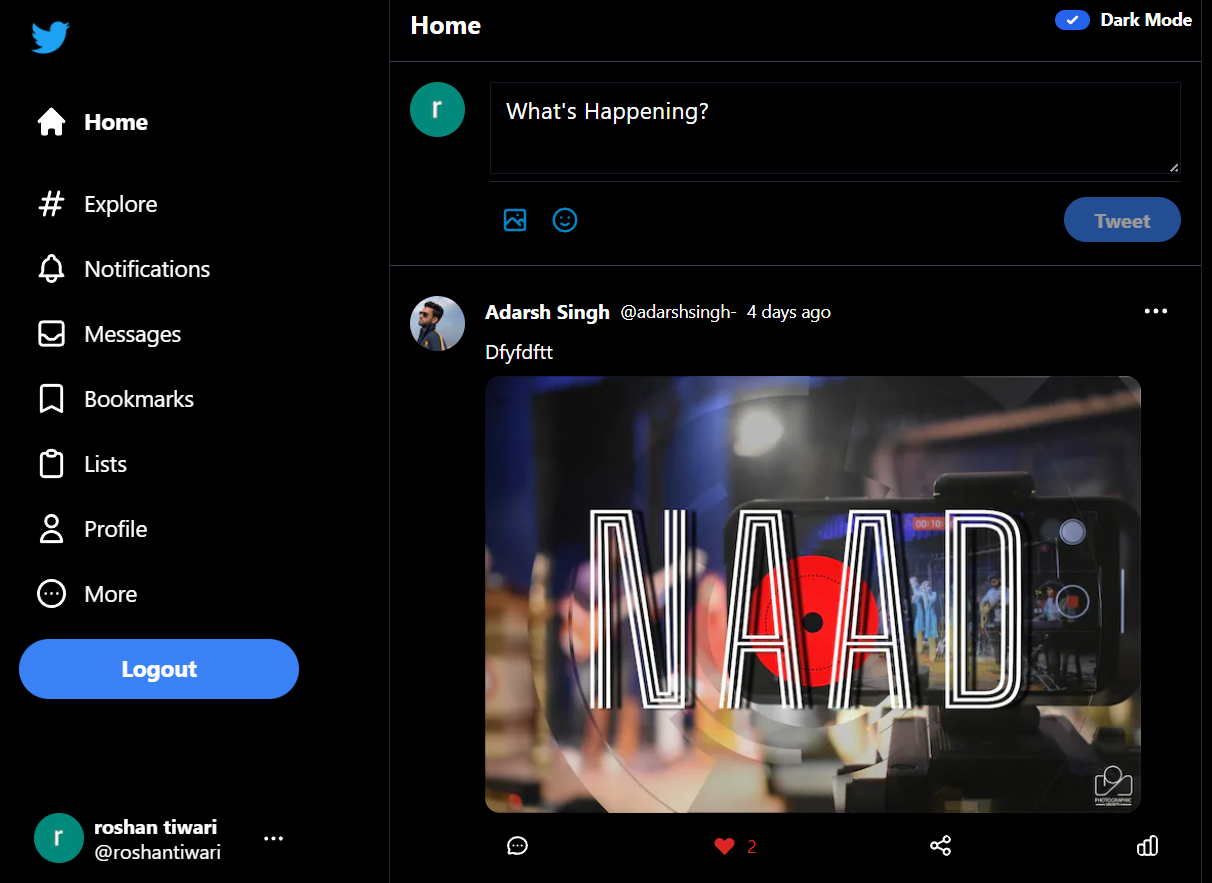 Home
Explore
Notifications
Messages
Bookmarks
Lists
Profile
More
Logout
r
roshan tiwari
@roshantiwari
Home
Dark Mode
r
What's Happening?
Tweet
Adarsh Singh @adarshsingh- 4 days ago
Dfyfdftt
00:10
NAAD
PHOTOGRAPHIC
2